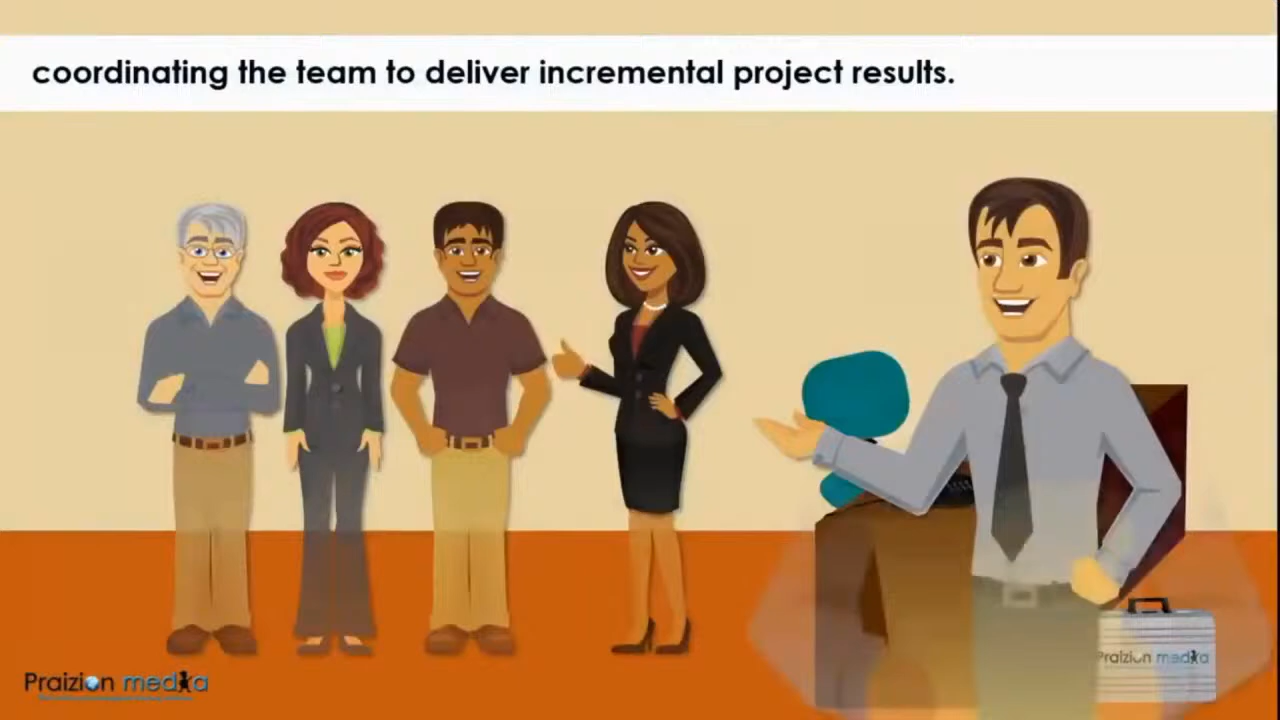 coordinating the team to deliver incremental project results.
Praizion media
Praizion media